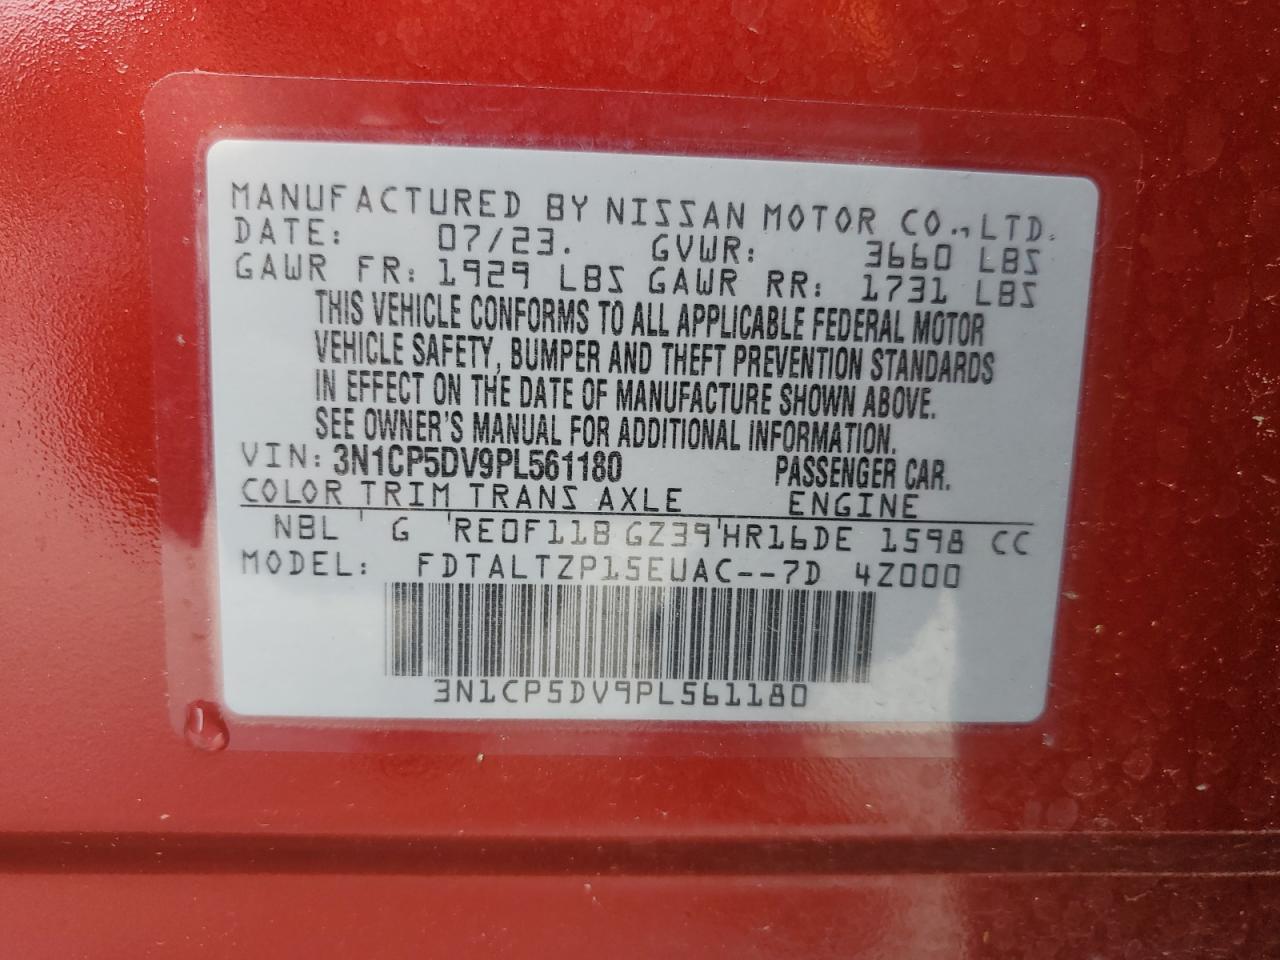 MANUFACTURED BY NISSAN MOTOR CO., LTD.
DATE: 07/23. GVWR: 3660 LBS
GAWR FR: 1929 LBS GAWR RR: 1731 LBS
THIS VEHICLE CONFORMS TO ALL APPLICABLE FEDERAL MOTOR
VEHICLE SAFETY, BUMPER AND THEFT PREVENTION STANDARDS
IN EFFECT ON THE DATE OF MANUFACTURE SHOWN ABOVE.
SEE OWNER'S MANUAL FOR ADDITIONAL INFORMATION.
VIN: 3N1CP5DV9PL561180 PASSENGER CAR.
COLOR TRIM TRANS AXLE ENGINE
NBL ' G 'RE0F11B GZ39'HR16DE 1598 CC
MODEL: FDTALTZP15EUAC--7D 4Z000
3N1CP5DV9PL561180